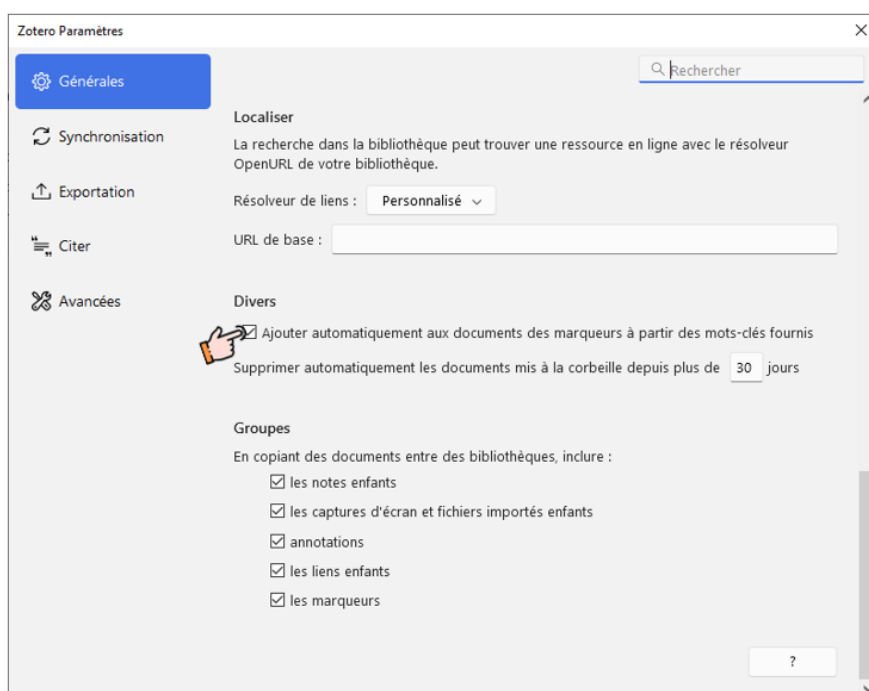 Zotero Paramètres
Générales
Synchronisation
Exportation
Citer
Avancées
Rechercher
Localiser
La recherche dans la bibliothèque peut trouver une ressource en ligne avec le résolveur
OpenURL de votre bibliothèque.
Résolveur de liens : Personnalisé
URL de base :
Divers
Ajouter automatiquement aux documents des marqueurs à partir des mots-clés fournis
Supprimer automatiquement les documents mis à la corbeille depuis plus de 30 jours
Groupes
En copiant des documents entre des bibliothèques, inclure :
les notes enfants
les captures d'écran et fichiers importés enfants
annotations
les liens enfants
les marqueurs
?